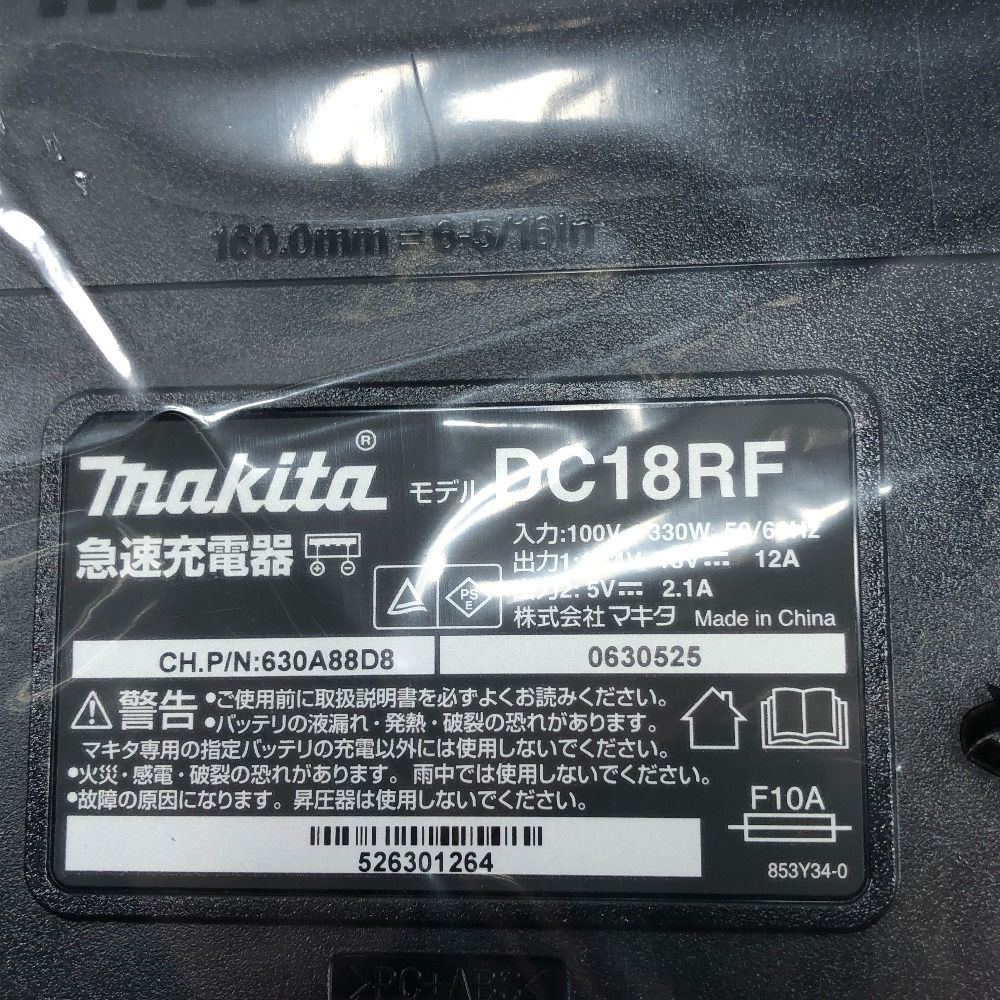 160.0mm = 6-5/16in
makita®
モデル DC18RF
急速充電器
入力:100V 330W 50/60Hz
出力1: 18V⎓ 12A
出力2: 5V⎓ 2.1A
株式会社マキタ Made in China
PS
E
CH.P/N:630A88D8
0630525
警告 •ご使用前に取扱説明書を必ずよくお読みください。
•バッテリの液漏れ・発熱・破裂の恐れがあります。
マキタ専用の指定バッテリの充電以外には使用しないでください。
•火災・感電・破裂の恐れがあります。雨中では使用しないでください。
•故障の原因になります。昇圧器は使用しないでください。
F10A
526301264
853Y34-0
>PC+ABS<